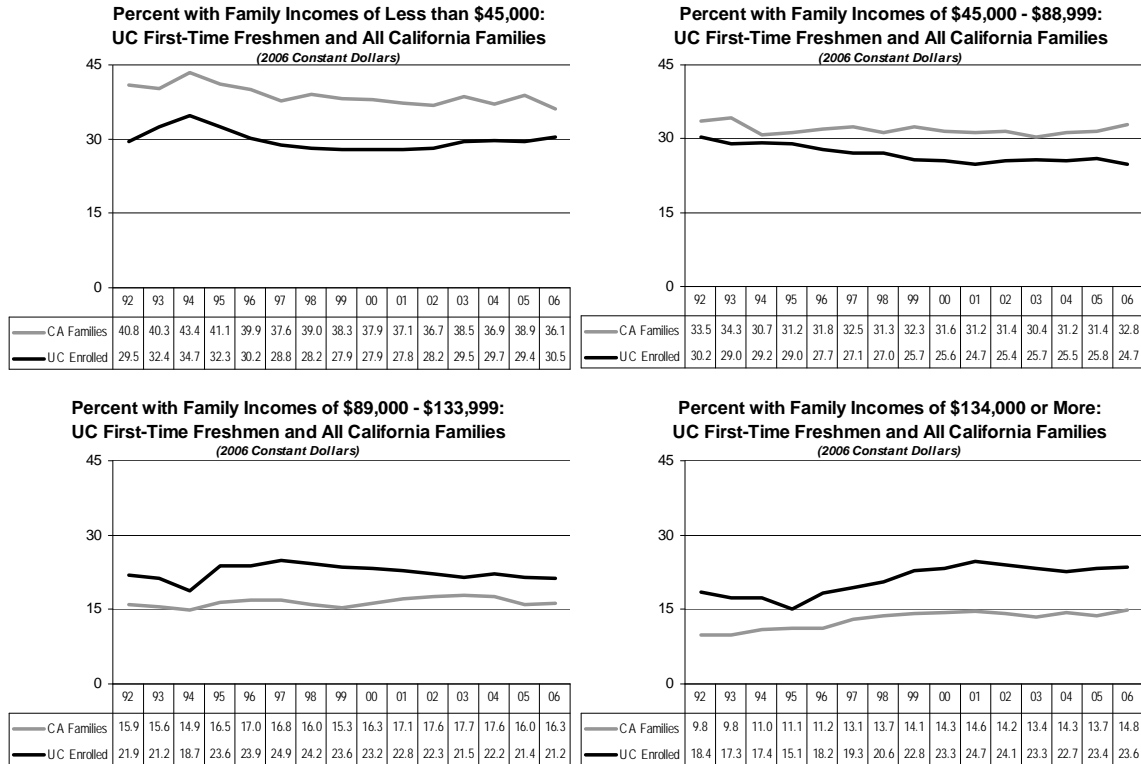 Percent with Family Incomes of Less than $45,000:
UC First-Time Freshmen and All California Families
(2006 Constant Dollars)
45
30
15
0
92 93 94 95 96 97 98 99 00 01 02 03 04 05 06
CA Families 40.8 40.3 43.4 41.1 39.9 37.6 39.0 38.3 37.9 37.1 36.7 38.5 36.9 38.9 36.1
UC Enrolled 29.5 32.4 34.7 32.3 30.2 28.8 28.2 27.9 27.9 27.8 28.2 29.5 29.7 29.4 30.5
Percent with Family Incomes of $45,000 - $88,999:
UC First-Time Freshmen and All California Families
(2006 Constant Dollars)
45
30
15
0
92 93 94 95 96 97 98 99 00 01 02 03 04 05 06
CA Families 33.5 34.3 30.7 31.2 31.8 32.5 31.3 32.3 31.6 31.2 31.4 30.4 31.2 31.4 32.8
UC Enrolled 30.2 29.0 29.2 29.0 27.7 27.1 27.0 25.7 25.6 24.7 25.4 25.7 25.5 25.8 24.7
Percent with Family Incomes of $89,000 - $133,999:
UC First-Time Freshmen and All California Families
(2006 Constant Dollars)
45
30
15
0
92 93 94 95 96 97 98 99 00 01 02 03 04 05 06
CA Families 15.9 15.6 14.9 16.5 17.0 16.8 16.0 15.3 16.3 17.1 17.6 17.7 17.6 16.0 16.3
UC Enrolled 21.9 21.2 18.7 23.6 23.9 24.9 24.2 23.6 23.2 22.8 22.3 21.5 22.2 21.4 21.2
Percent with Family Incomes of $134,000 or More:
UC First-Time Freshmen and All California Families
(2006 Constant Dollars)
45
30
15
0
92 93 94 95 96 97 98 99 00 01 02 03 04 05 06
CA Families 9.8 9.8 11.0 11.1 11.2 13.1 13.7 14.1 14.3 14.6 14.2 13.4 14.3 13.7 14.8
UC Enrolled 18.4 17.3 17.4 15.1 18.2 19.3 20.6 22.8 23.3 24.7 24.1 23.3 22.7 23.4 23.6